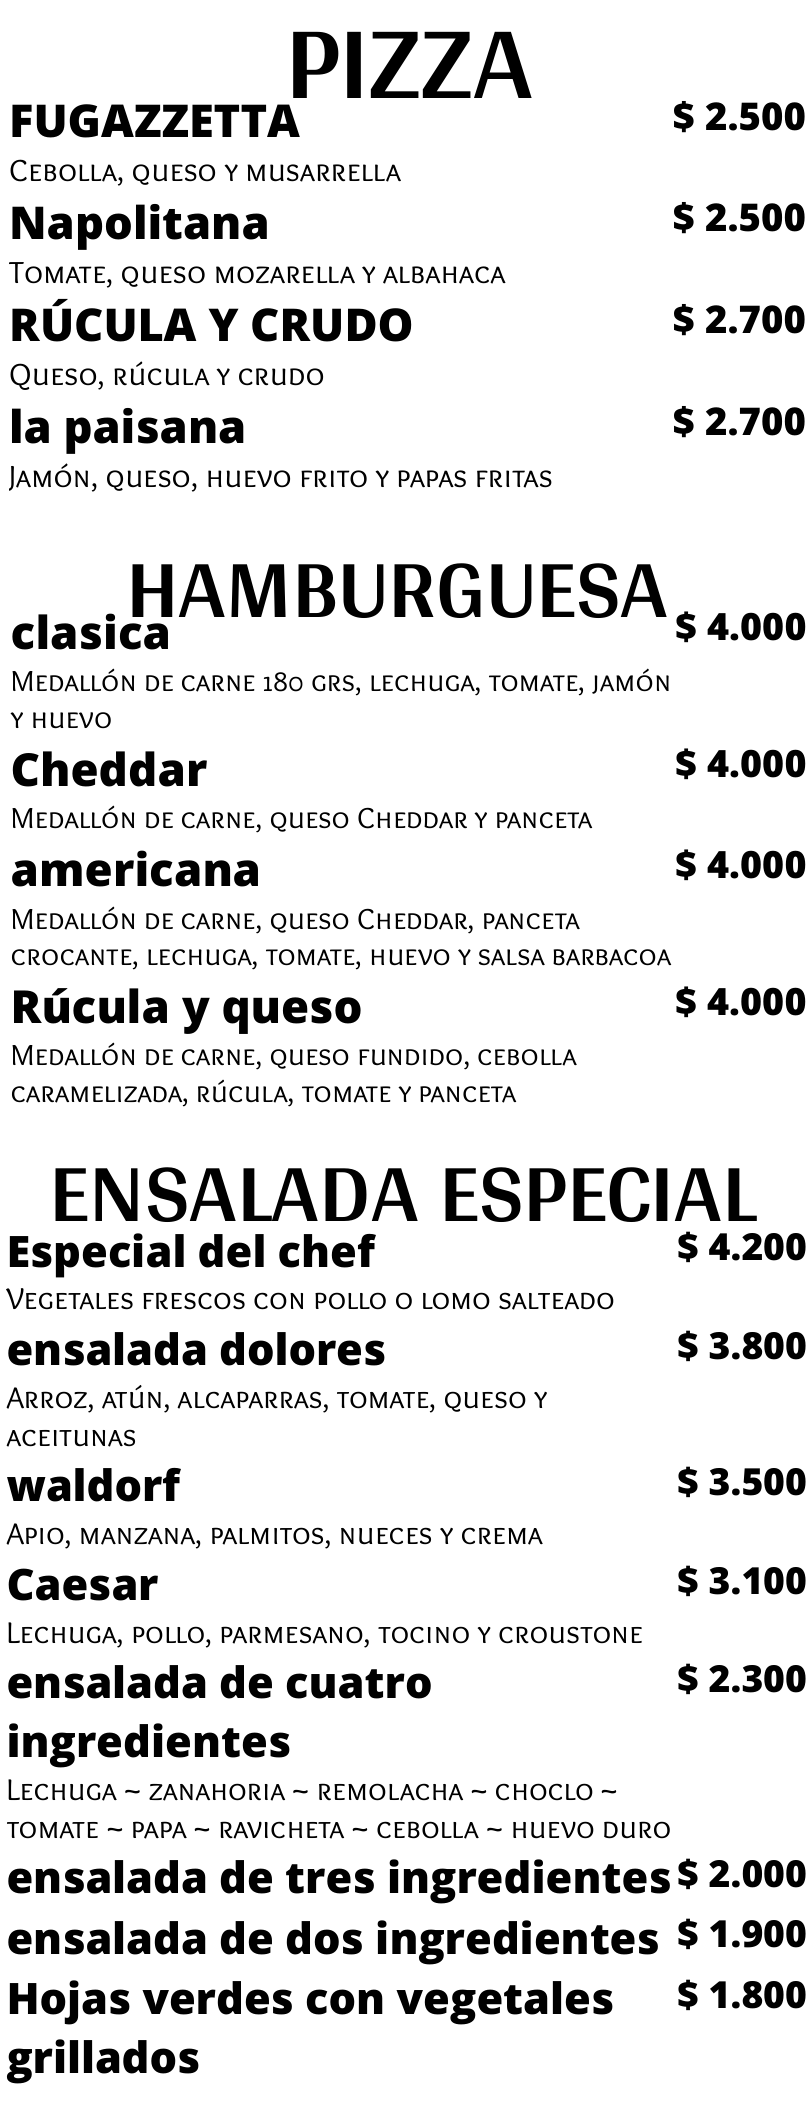 PIZZA
FUGAZZETTA $ 2.500
Cebolla, queso y musarrella
Napolitana $ 2.500
Tomate, queso mozarella y albahaca
RÚCULA Y CRUDO $ 2.700
Queso, rúcula y crudo
la paisana $ 2.700
Jamón, queso, huevo frito y papas fritas
HAMBURGUESA
clasica $ 4.000
Medallón de carne 180 grs, lechuga, tomate, jamón
y huevo
Cheddar $ 4.000
Medallón de carne, queso Cheddar y panceta
americana $ 4.000
Medallón de carne, queso Cheddar, panceta
crocante, lechuga, tomate, huevo y salsa barbacoa
Rúcula y queso $ 4.000
Medallón de carne, queso fundido, cebolla
caramelizada, rúcula, tomate y panceta
ENSALADA ESPECIAL
Especial del chef $ 4.200
Vegetales frescos con pollo o lomo salteado
ensalada dolores $ 3.800
Arroz, atún, alcaparras, tomate, queso y
aceitunas
waldorf $ 3.500
Apio, manzana, palmitos, nueces y crema
Caesar $ 3.100
Lechuga, pollo, parmesano, tocino y croustone
ensalada de cuatro $ 2.300
ingredientes
Lechuga ~ zanahoria ~ remolacha ~ choclo ~
tomate ~ papa ~ ravicheta ~ cebolla ~ huevo duro
ensalada de tres ingredientes $ 2.000
ensalada de dos ingredientes $ 1.900
Hojas verdes con vegetales $ 1.800
grillados